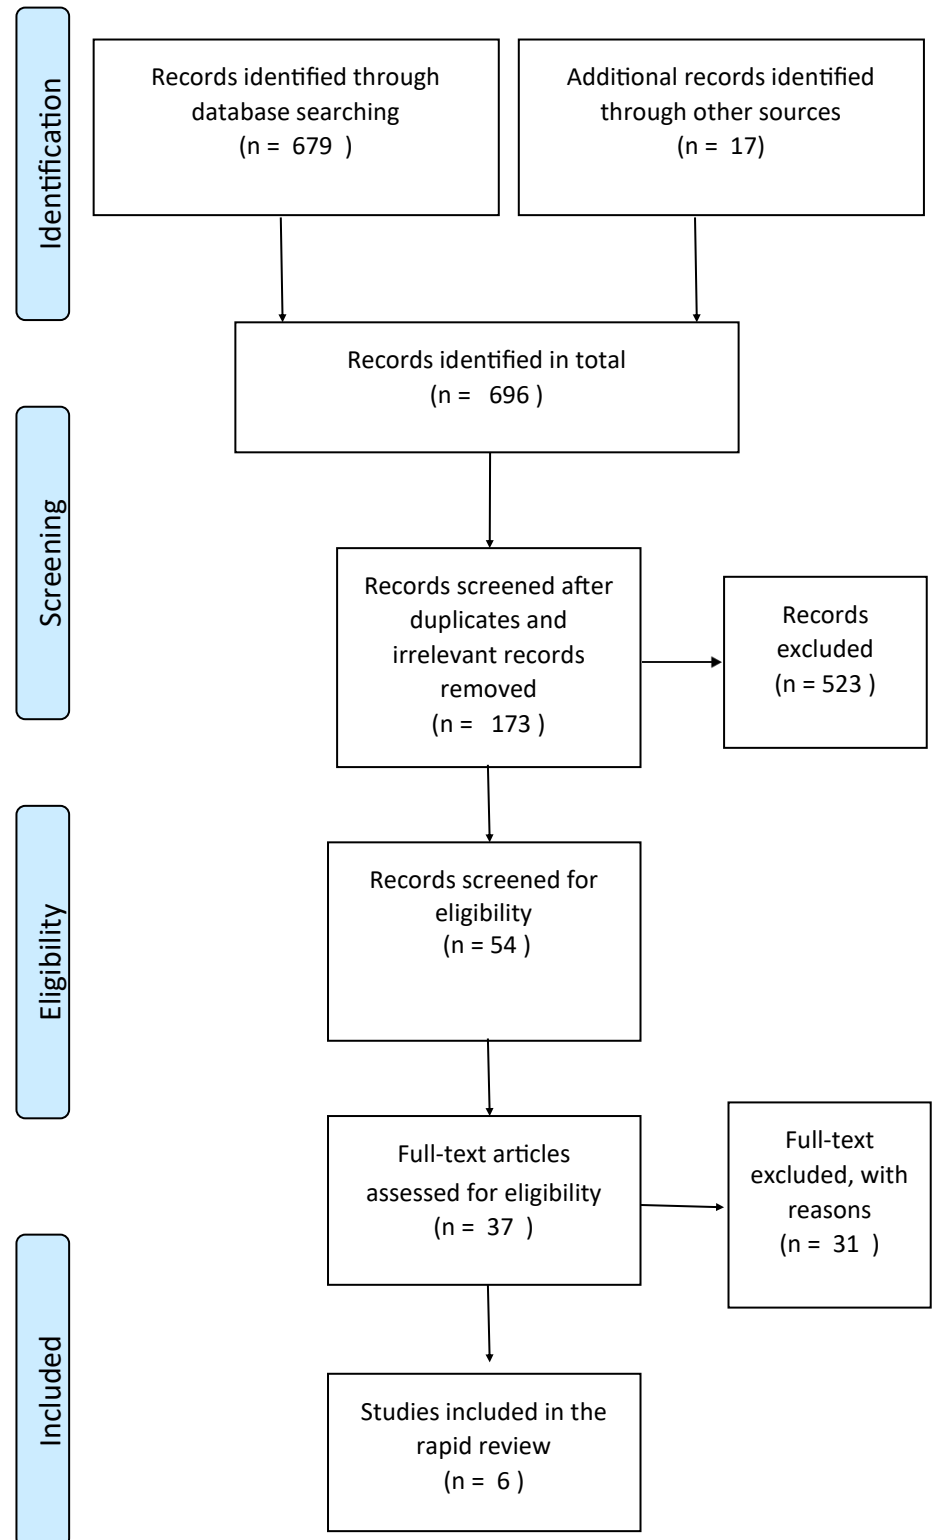 Identification
Records identified through
database searching
(n = 679 )
Additional records identified
through other sources
(n = 17)
Records identified in total
(n = 696 )
Screening
Records screened after
duplicates and
irrelevant records
removed
(n = 173 )
Records
excluded
(n = 523 )
Eligibility
Records screened for
eligibility
(n = 54 )
Full-text articles
assessed for eligibility
(n = 37 )
Full-text
excluded, with
reasons
(n = 31 )
Included
Studies included in the
rapid review
(n = 6 )